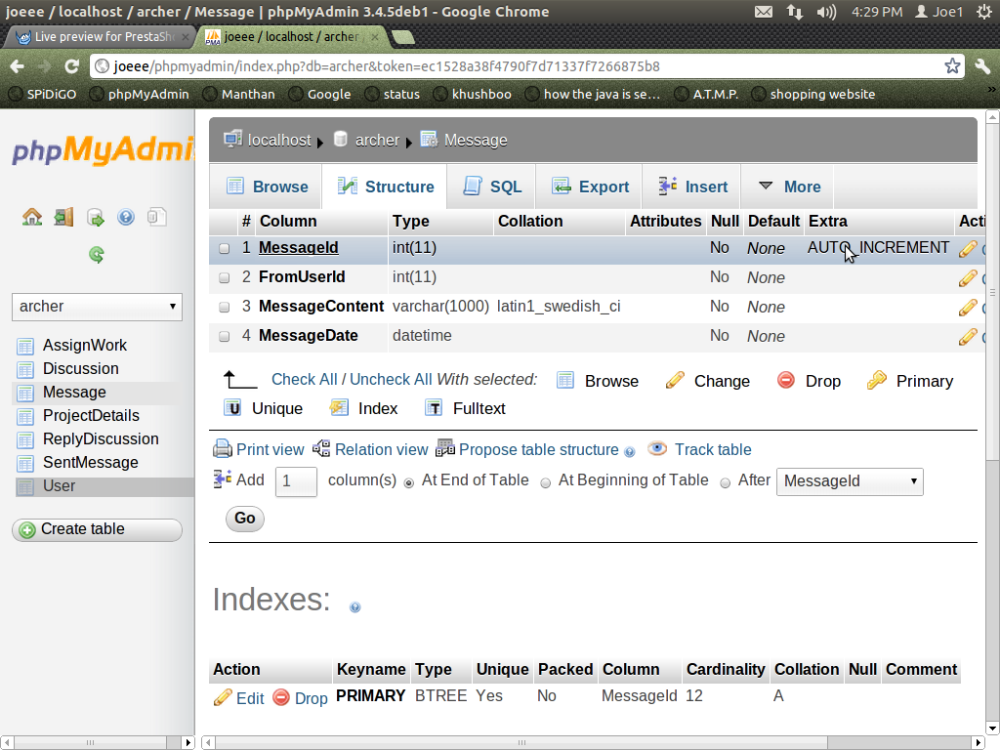 joeee / localhost / archer / Message | phpMyAdmin 3.4.5deb1 - Google Chrome 4:29 PM Joe1
Live preview for PrestaSh joeee / localhost / archer
joeee/phpmyadmin/index.php?db=archer&token=ec1528a38f4790f7d71337f7266875b8
SPiDiGO phpMyAdmin Manthan Google status khushboo how the java is se... A.T.M.P. shopping website »
phpMyAdmi
localhost archer Message
Browse Structure SQL Export Insert More
# Column Type Collation Attributes Null Default Extra Acti
1 MessageId int(11) No None AUTO_INCREMENT
2 FromUserId int(11) No None
3 MessageContent varchar(1000) latin1_swedish_ci No None
4 MessageDate datetime No None
Check All / Uncheck All With selected: Browse Change Drop Primary
U Unique Index T Fulltext
Print view Relation view Propose table structure Track table
Add 1 column(s) At End of Table At Beginning of Table After MessageId
Go
Indexes:
Action Keyname Type Unique Packed Column Cardinality Collation Null Comment
Edit Drop PRIMARY BTREE Yes No MessageId 12 A
archer
AssignWork
Discussion
Message
ProjectDetails
ReplyDiscussion
SentMessage
User
Create table